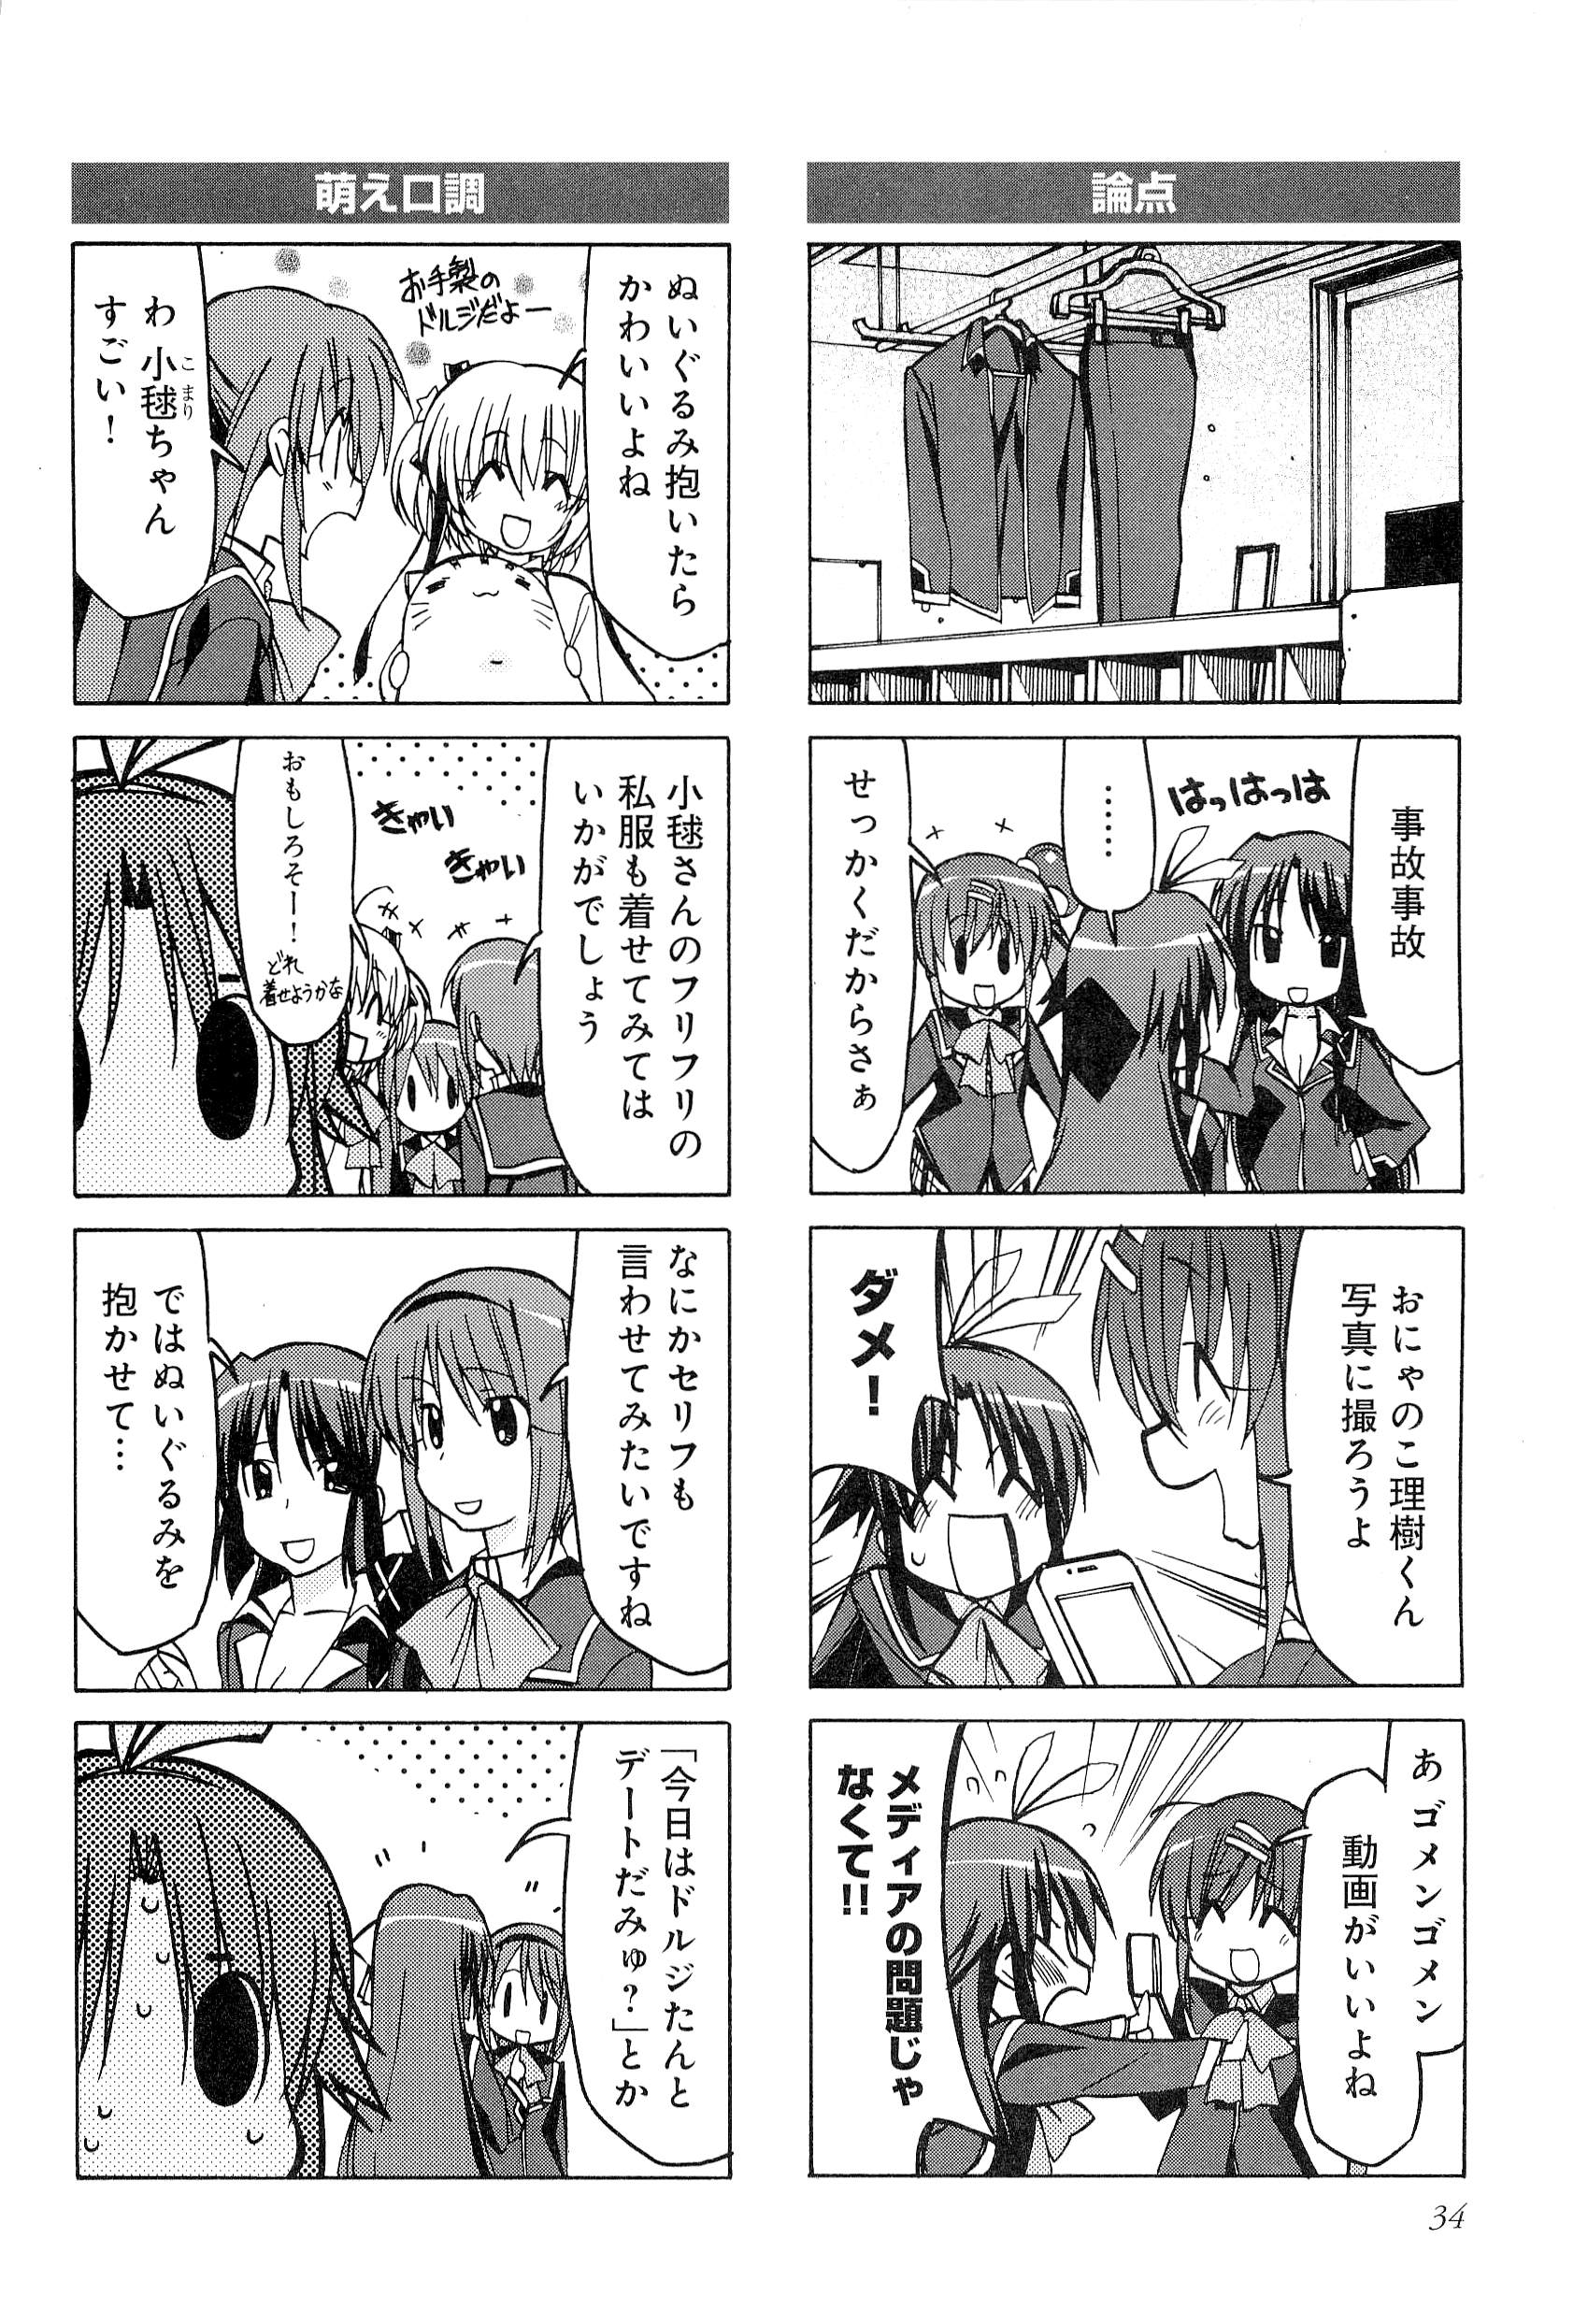 論点
事故事故
はっはっは
……
せっかくだからさぁ
おにゃのこ理樹くん
写真に撮ろうよ
ダメ!
あ ゴメンゴメン
動画がいいよね
メディアの問題じゃ
なくて!!
萌え口調
ぬいぐるみ抱いたら
かわいいよね
お手製の
ドルジだよー
わ 小毬ちゃん
こまり
すごい!
小毬さんのフリフリの
私服も着せてみては
いかがでしょう
きゃい
きゃい
おもしろそー!
どれ
着せようかな
なにかセリフも
言わせてみたいですね
ではぬいぐるみを
抱かせて…
「今日はドルジたんと
デートだみゅ?」とか
34